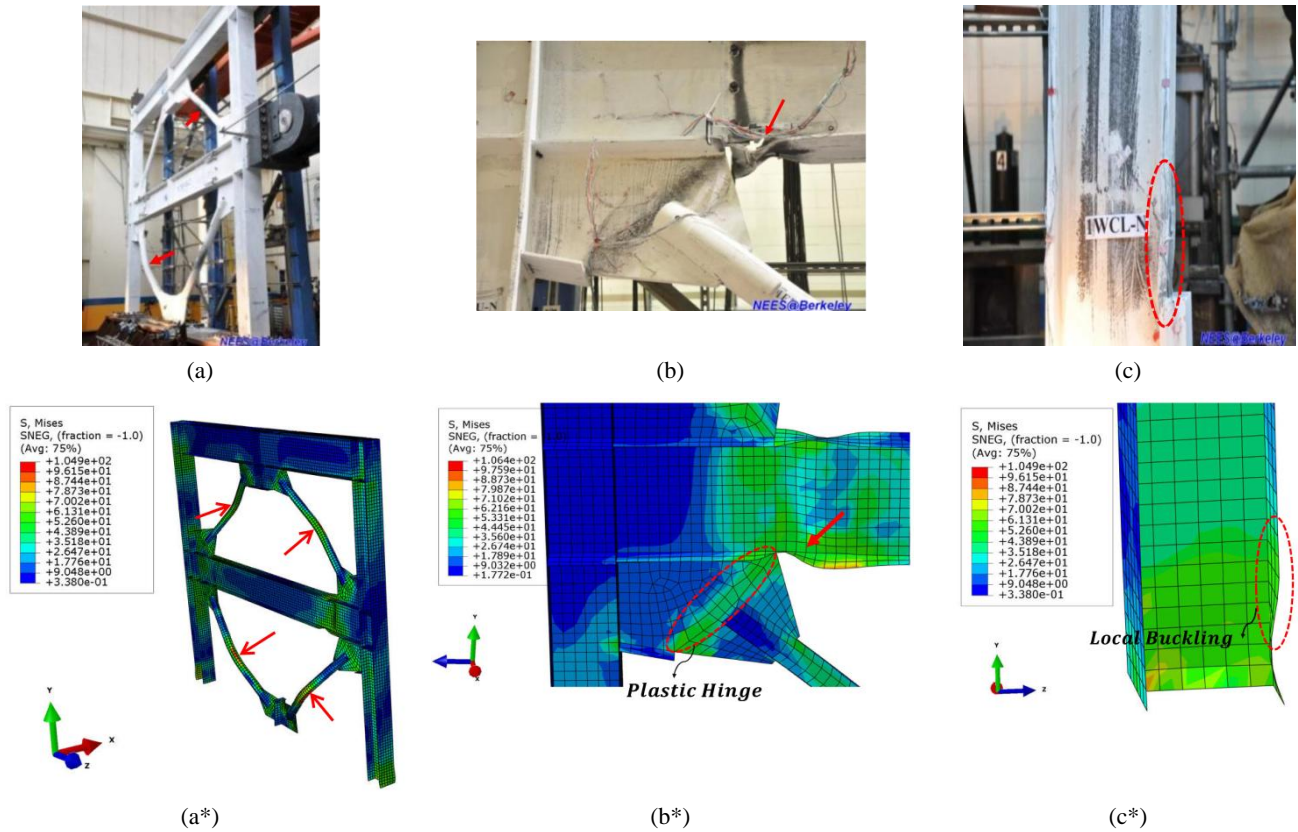 NEES@Berkeley
NEES@Berkeley
4
1WCL-N
NEES@Berkeley
(a)
(b)
(c)
S, Mises
SNEG, (fraction = -1.0)
(Avg: 75%)
+1.049e+02
+9.615e+01
+8.744e+01
+7.873e+01
+7.002e+01
+6.131e+01
+5.260e+01
+4.389e+01
+3.518e+01
+2.647e+01
+1.776e+01
+9.048e+00
+3.380e-01
Y
X
Z
S, Mises
SNEG, (fraction = -1.0)
(Avg: 75%)
+1.064e+02
+9.759e+01
+8.873e+01
+7.987e+01
+7.102e+01
+6.216e+01
+5.331e+01
+4.445e+01
+3.560e+01
+2.674e+01
+1.789e+01
+9.032e+00
+1.772e-01
Y
X
Plastic Hinge
S, Mises
SNEG, (fraction = -1.0)
(Avg: 75%)
+1.049e+02
+9.615e+01
+8.744e+01
+7.873e+01
+7.002e+01
+6.131e+01
+5.260e+01
+4.389e+01
+3.518e+01
+2.647e+01
+1.776e+01
+9.048e+00
+3.380e-01
Y
Z
Local Buckling
(a*)
(b*)
(c*)